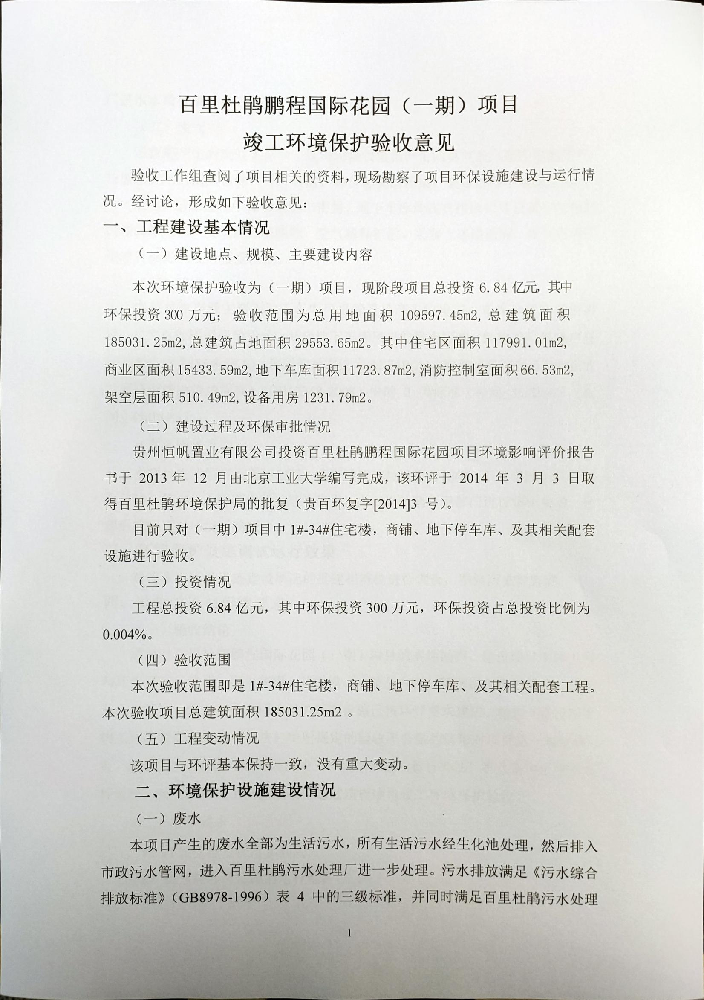 百里杜鹃鹏程国际花园（一期）项目
竣工环境保护验收意见
验收工作组查阅了项目相关的资料，现场勘察了项目环保设施建设与运行情
况。经讨论，形成如下验收意见：
一、工程建设基本情况
（一）建设地点、规模、主要建设内容
本次环境保护验收为（一期）项目，现阶段项目总投资 6.84 亿元，其中
环保投资 300 万元； 验收范围为总用地面积 109597.45m2, 总建筑面积
185031.25m2, 总建筑占地面积 29553.65m2。其中住宅区面积 117991.01m2,
商业区面积 15433.59m2, 地下车库面积 11723.87m2, 消防控制室面积 66.53m2,
架空层面积 510.49m2, 设备用房 1231.79m2。
（二）建设过程及环保审批情况
贵州恒帆置业有限公司投资百里杜鹃鹏程国际花园项目环境影响评价报告
书于 2013 年 12 月由北京工业大学编写完成，该环评于 2014 年 3 月 3 日取
得百里杜鹃环境保护局的批复（贵百环复字[2014]3 号）。
目前只对（一期）项目中 1#-34#住宅楼，商铺、地下停车库、及其相关配套
设施进行验收。
（三）投资情况
工程总投资 6.84 亿元，其中环保投资 300 万元，环保投资占总投资比例为
0.004%。
（四）验收范围
本次验收范围即是 1#-34#住宅楼，商铺、地下停车库、及其相关配套工程。
本次验收项目总建筑面积 185031.25m2 。
（五）工程变动情况
该项目与环评基本保持一致，没有重大变动。
二、环境保护设施建设情况
（一）废水
本项目产生的废水全部为生活污水，所有生活污水经生化池处理，然后排入
市政污水管网，进入百里杜鹃污水处理厂进一步处理。污水排放满足《污水综合
排放标准》（GB8978-1996）表 4 中的三级标准，并同时满足百里杜鹃污水处理
1